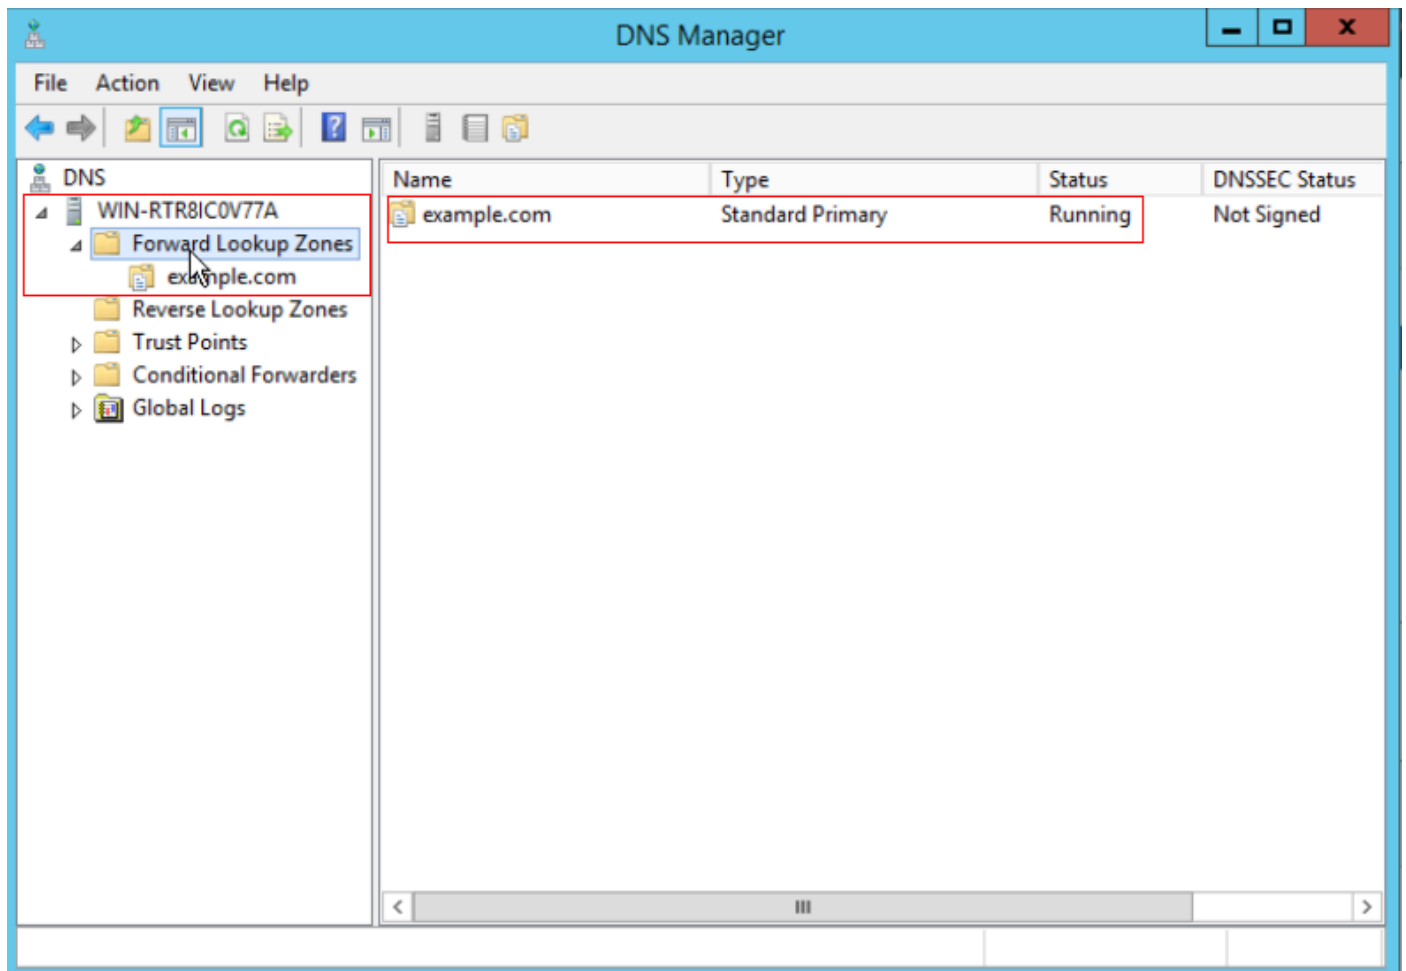 DNS Manager
File Action View Help
DNS
WIN-RTR8IC0V77A
Forward Lookup Zones
example.com
Reverse Lookup Zones
Trust Points
Conditional Forwarders
Global Logs
Name Type Status DNSSEC Status
example.com Standard Primary Running Not Signed